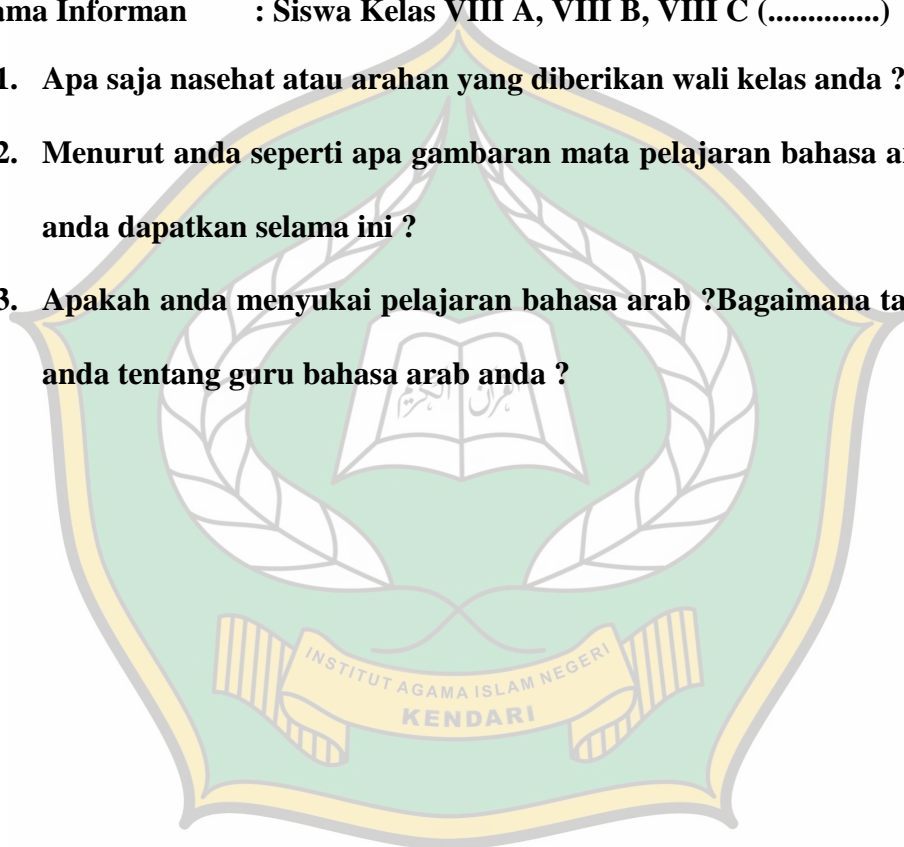 ama Informan : Siswa Kelas VIII A, VIII B, VIII C (..............)
1. Apa saja nasehat atau arahan yang diberikan wali kelas anda ?
2. Menurut anda seperti apa gambaran mata pelajaran bahasa a
anda dapatkan selama ini ?
3. Apakah anda menyukai pelajaran bahasa arab ?Bagaimana ta
anda tentang guru bahasa arab anda ?
القرآن الكريم
INSTITUT AGAMA ISLAM NEGERI
KENDARI